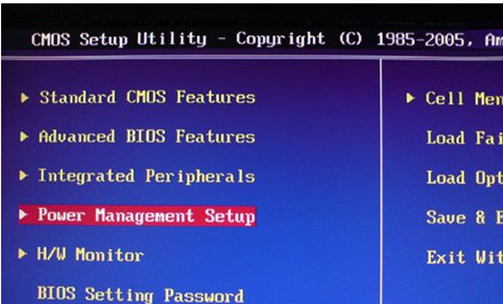 CMOS Setup Utility - Copyright (C) 1985-2005, Am
Standard CMOS Features
Advanced BIOS Features
Integrated Peripherals
Power Management Setup
H/W Monitor
BIOS Setting Password
Cell Men
Load Fai
Load Opt
Save & E
Exit Wit